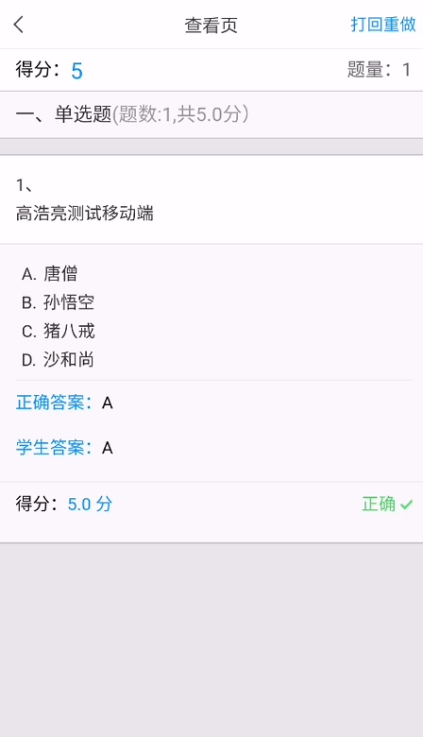 查看页
打回重做
得分：5
题量：1
一、单选题(题数:1,共5.0分）
1、
高浩亮测试移动端
A. 唐僧
B. 孙悟空
C. 猪八戒
D. 沙和尚
正确答案：A
学生答案：A
得分：5.0 分
正确